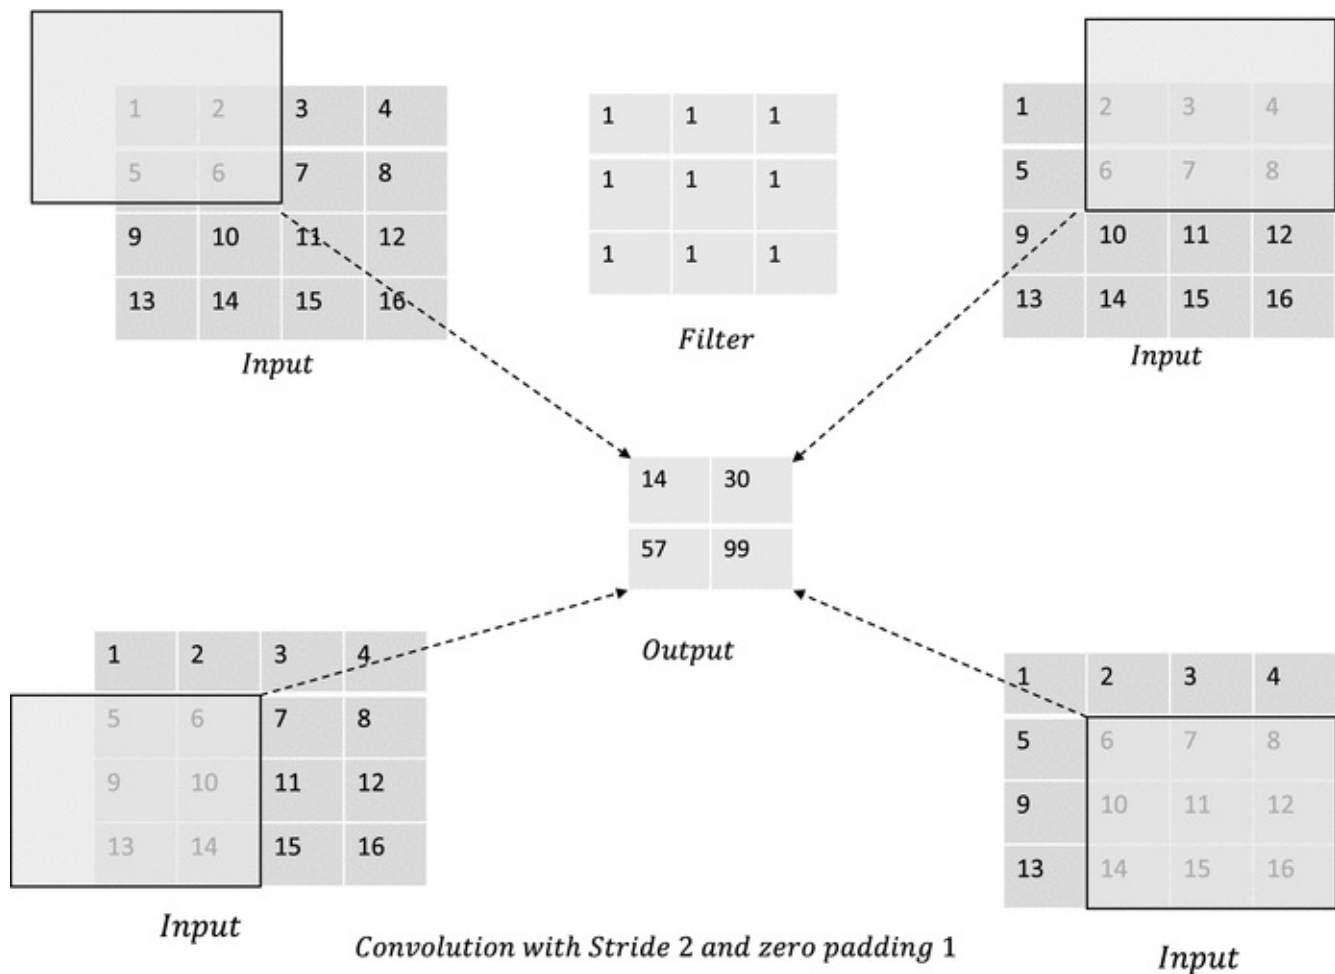 1 2 3 4
5 6 7 8
9 10 11 12
13 14 15 16
Input
1 1 1
1 1 1
1 1 1
Filter
1 2 3 4
5 6 7 8
9 10 11 12
13 14 15 16
Input
14 30
57 99
Output
1 2 3 4
5 6 7 8
9 10 11 12
13 14 15 16
Input
1 2 3 4
5 6 7 8
9 10 11 12
13 14 15 16
Input
Convolution with Stride 2 and zero padding 1